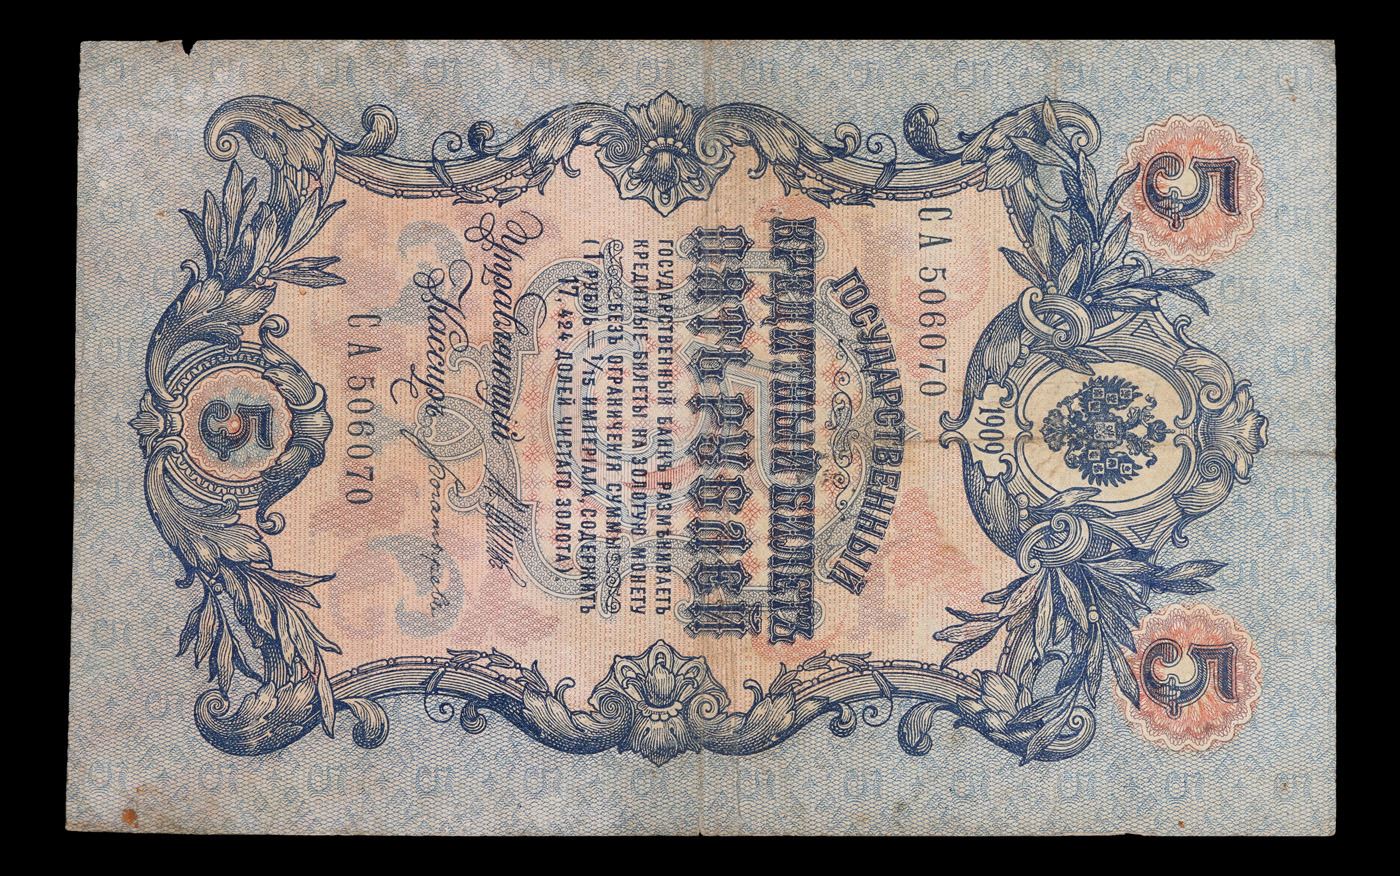 5 5
1909
СА 506070
ГОСУДАРСТВЕННЫЙ
КРЕДИТНЫЙ БИЛЕТЪ
ПЯТЬ РУБЛЕЙ
ГОСУДАРСТВЕННЫЙ БАНКЪ РАЗМѢНИВАЕТЪ
КРЕДИТНЫЕ БИЛЕТЫ НА ЗОЛОТУЮ МОНЕТУ
БЕЗЪ ОГРАНИЧЕНІЯ СУММЫ
(1 РУБЛЬ = 1/15 ИМПЕРІАЛА, СОДЕРЖИТЪ
17,424 ДОЛЕЙ ЧИСТАГО ЗОЛОТА)
Управляющій
Кассиръ
СА 506070
5